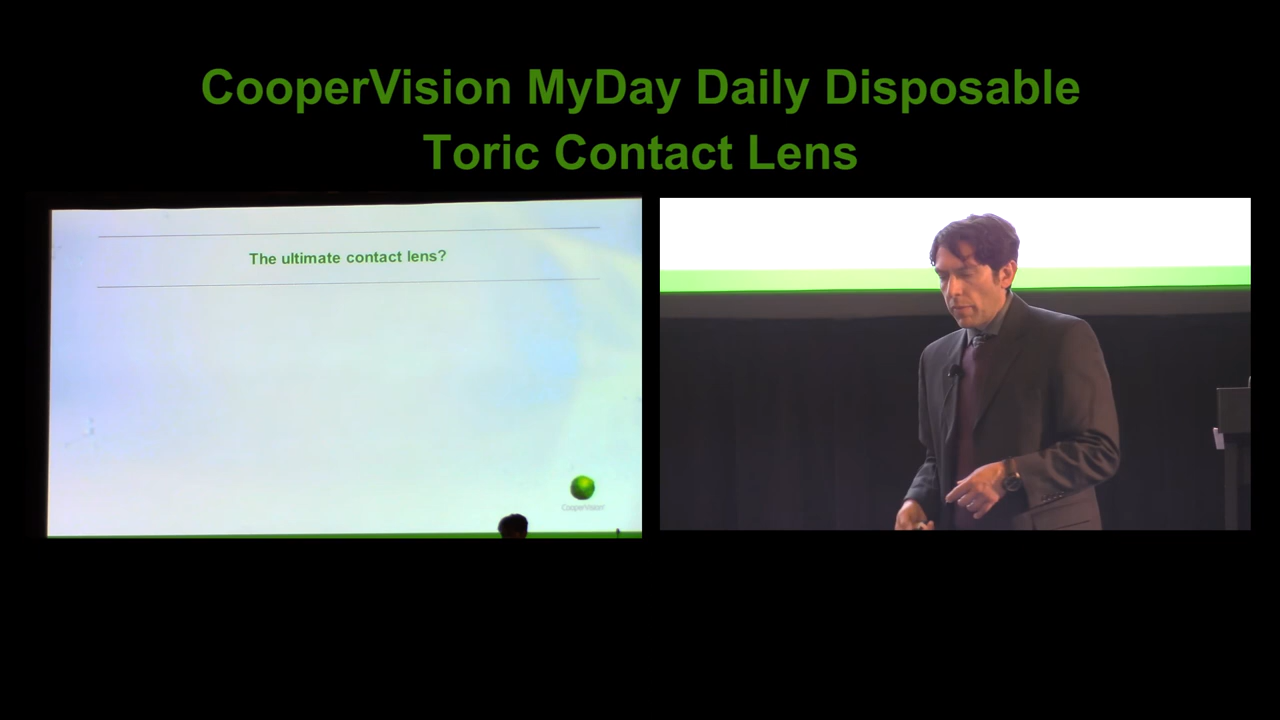 CooperVision MyDay Daily Disposable
Toric Contact Lens
The ultimate contact lens?
CooperVision